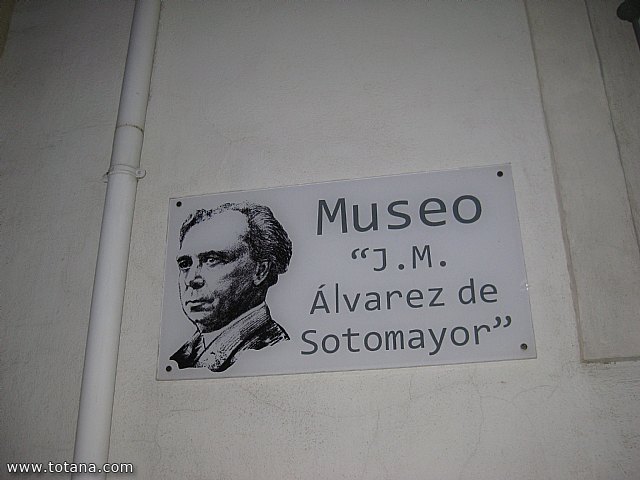 Museo
“J.M.
Álvarez de
Sotomayor”
www.totana.com